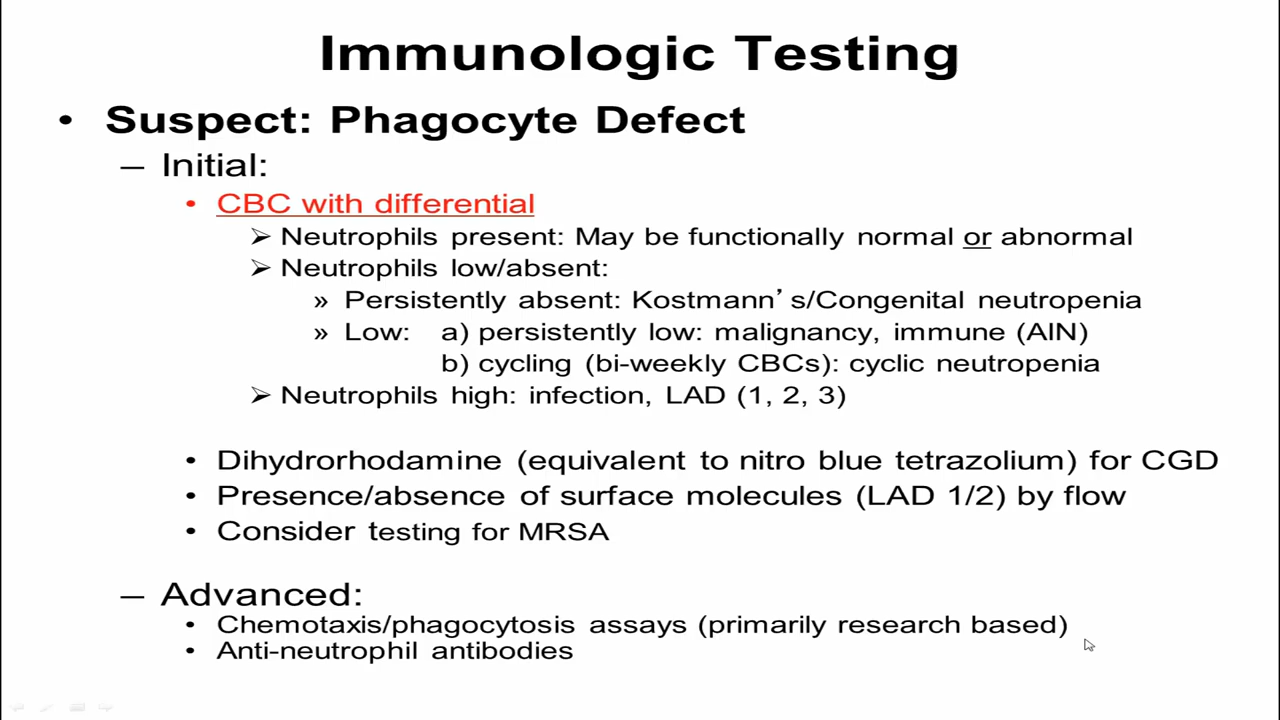 Immunologic Testing
• Suspect: Phagocyte Defect
– Initial:
• CBC with differential
➢ Neutrophils present: May be functionally normal or abnormal
➢ Neutrophils low/absent:
» Persistently absent: Kostmann’s/Congenital neutropenia
» Low: a) persistently low: malignancy, immune (AIN)
b) cycling (bi-weekly CBCs): cyclic neutropenia
➢ Neutrophils high: infection, LAD (1, 2, 3)
• Dihydrorhodamine (equivalent to nitro blue tetrazolium) for CGD
• Presence/absence of surface molecules (LAD 1/2) by flow
• Consider testing for MRSA
– Advanced:
• Chemotaxis/phagocytosis assays (primarily research based)
• Anti-neutrophil antibodies